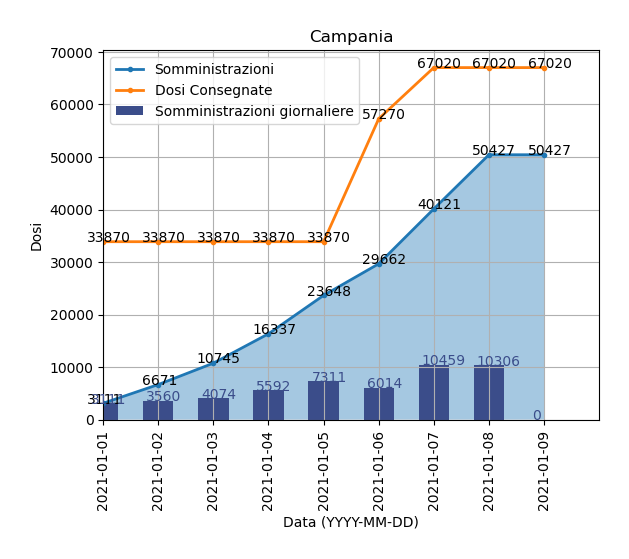 Campania
Somministrazioni
Dosi Consegnate
Somministrazioni giornaliere
Dosi
70000
60000
50000
40000
30000
20000
10000
0
33870 33870 33870 33870 33870 57270 67020 67020 67020
3111 6671 10745 16337 23648 29662 40121 50427 50427
3560 4074 5592 7311 6014 10459 10306 0
2021-01-01 2021-01-02 2021-01-03 2021-01-04 2021-01-05 2021-01-06 2021-01-07 2021-01-08 2021-01-09
Data (YYYY-MM-DD)